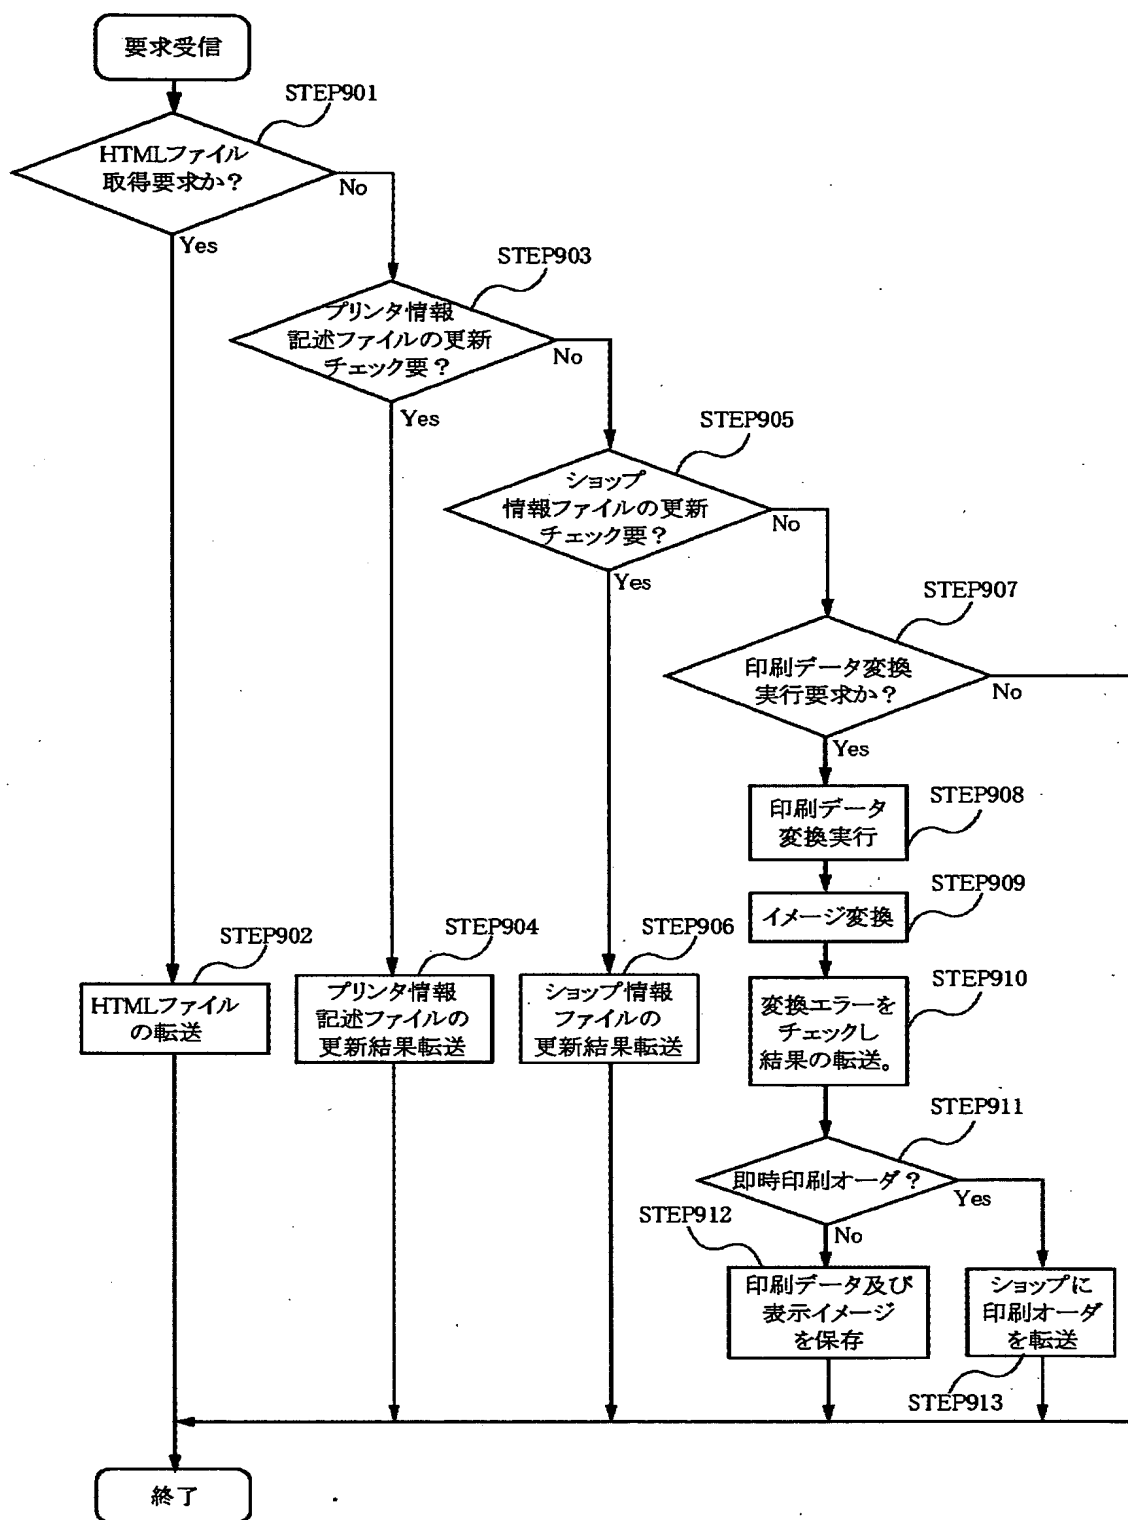 要求受信
STEP901
HTMLファイル
取得要求か?
No
Yes
STEP903
プリンタ情報
記述ファイルの更新
チェック要?
No
Yes
STEP905
ショップ
情報ファイルの更新
チェック要?
No
Yes
STEP907
印刷データ変換
実行要求か?
No
Yes
STEP908
印刷データ
変換実行
STEP909
イメージ変換
STEP902
HTMLファイル
の転送
STEP904
プリンタ情報
記述ファイルの
更新結果転送
STEP906
ショップ情報
ファイルの
更新結果転送
STEP910
変換エラーを
チェックし
結果の転送。
STEP911
即時印刷オーダ?
Yes
No
STEP912
印刷データ及び
表示イメージ
を保存
ショップに
印刷オーダ
を転送
STEP913
終了